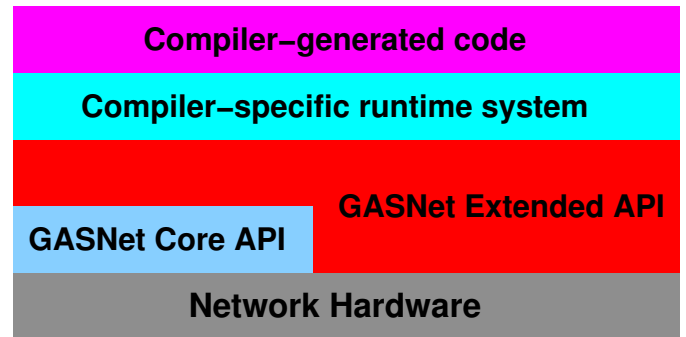 Compiler−generated code
Compiler−specific runtime system
GASNet Extended API
GASNet Core API
Network Hardware